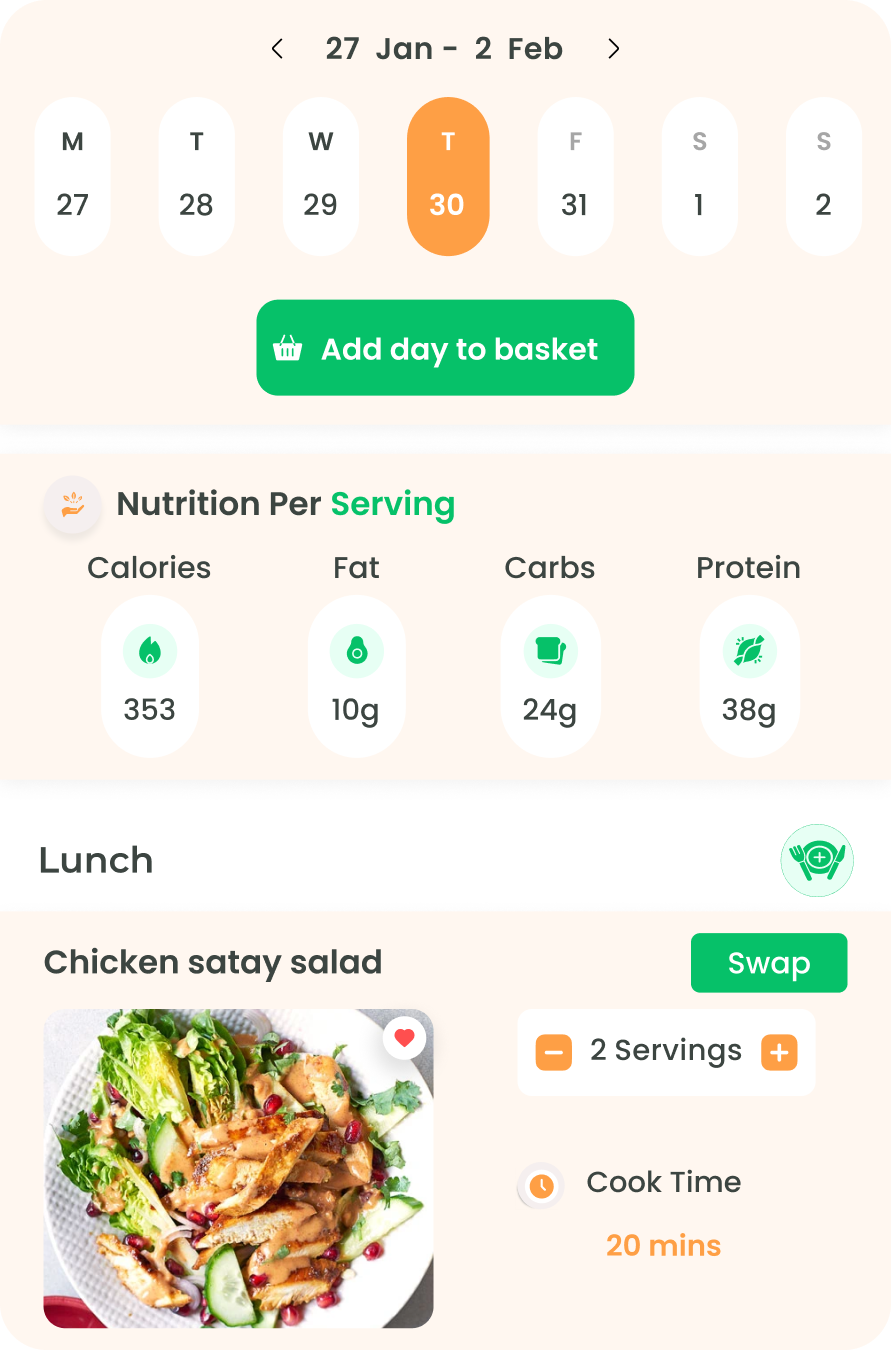 27 Jan - 2 Feb
M T W T F S S
27 28 29 30 31 1 2
Add day to basket
Nutrition Per Serving
Calories Fat Carbs Protein
353 10g 24g 38g
Lunch
Chicken satay salad
Swap
2 Servings
Cook Time
20 mins